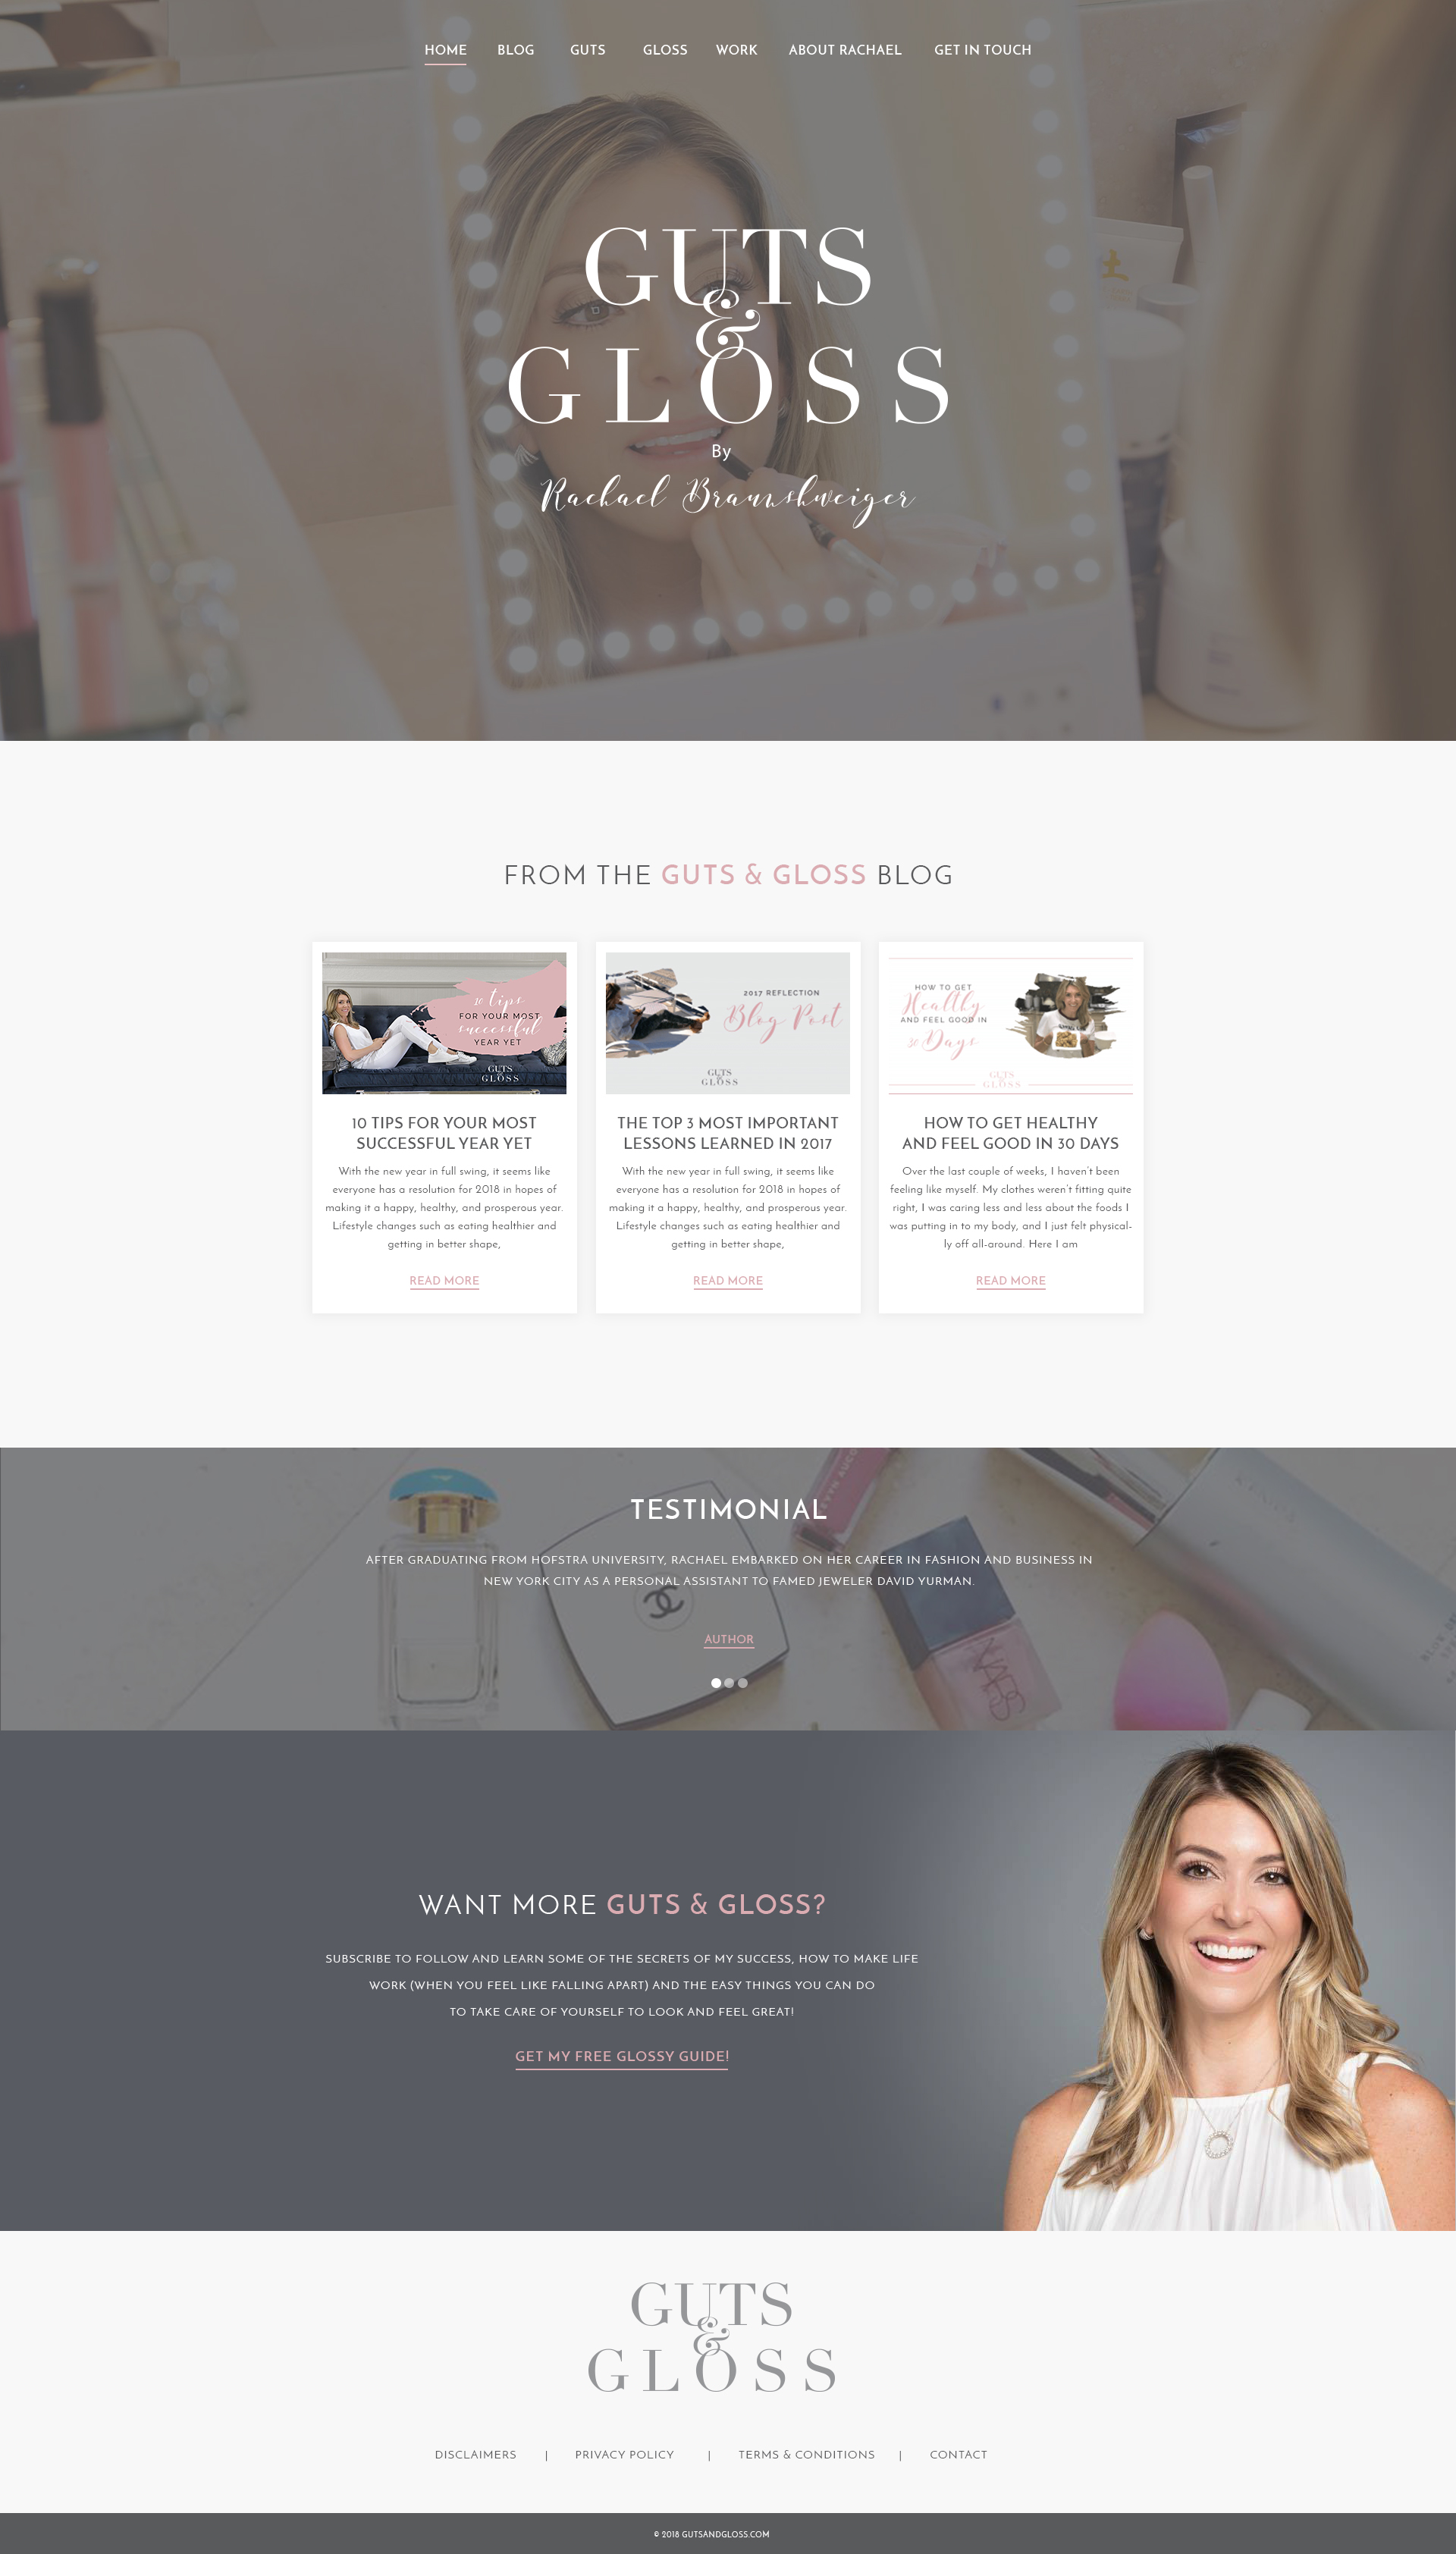 HOME BLOG GUTS GLOSS WORK ABOUT RACHAEL GET IN TOUCH
GUTS
&
GLOSS
By
Rachael Braunshweiger
FROM THE GUTS & GLOSS BLOG
10 tips
FOR YOUR MOST
successful
YEAR YET
GUTS
&
GLOSS
10 TIPS FOR YOUR MOST
SUCCESSFUL YEAR YET
With the new year in full swing, it seems like
everyone has a resolution for 2018 in hopes of
making it a happy, healthy, and prosperous year.
Lifestyle changes such as eating healthier and
getting in better shape,
READ MORE
2017 REFLECTION
Blog Post
GUTS
&
GLOSS
THE TOP 3 MOST IMPORTANT
LESSONS LEARNED IN 2017
With the new year in full swing, it seems like
everyone has a resolution for 2018 in hopes of
making it a happy, healthy, and prosperous year.
Lifestyle changes such as eating healthier and
getting in better shape,
READ MORE
HOW TO GET
Healthy
AND FEEL GOOD IN
30 Days
GUTS
&
GLOSS
HOW TO GET HEALTHY
AND FEEL GOOD IN 30 DAYS
Over the last couple of weeks, I haven't been
feeling like myself. My clothes weren't fitting quite
right, I was caring less and less about the foods I
was putting in to my body, and I just felt physical-
ly off all-around. Here I am
READ MORE
TESTIMONIAL
AFTER GRADUATING FROM HOFSTRA UNIVERSITY, RACHAEL EMBARKED ON HER CAREER IN FASHION AND BUSINESS IN
NEW YORK CITY AS A PERSONAL ASSISTANT TO FAMED JEWELER DAVID YURMAN.
AUTHOR
NARS
WANT MORE GUTS & GLOSS?
SUBSCRIBE TO FOLLOW AND LEARN SOME OF THE SECRETS OF MY SUCCESS, HOW TO MAKE LIFE
WORK (WHEN YOU FEEL LIKE FALLING APART) AND THE EASY THINGS YOU CAN DO
TO TAKE CARE OF YOURSELF TO LOOK AND FEEL GREAT!
GET MY FREE GLOSSY GUIDE!
GUTS
&
GLOSS
DISCLAIMERS | PRIVACY POLICY | TERMS & CONDITIONS | CONTACT
© 2018 GUTSANDGLOSS.COM